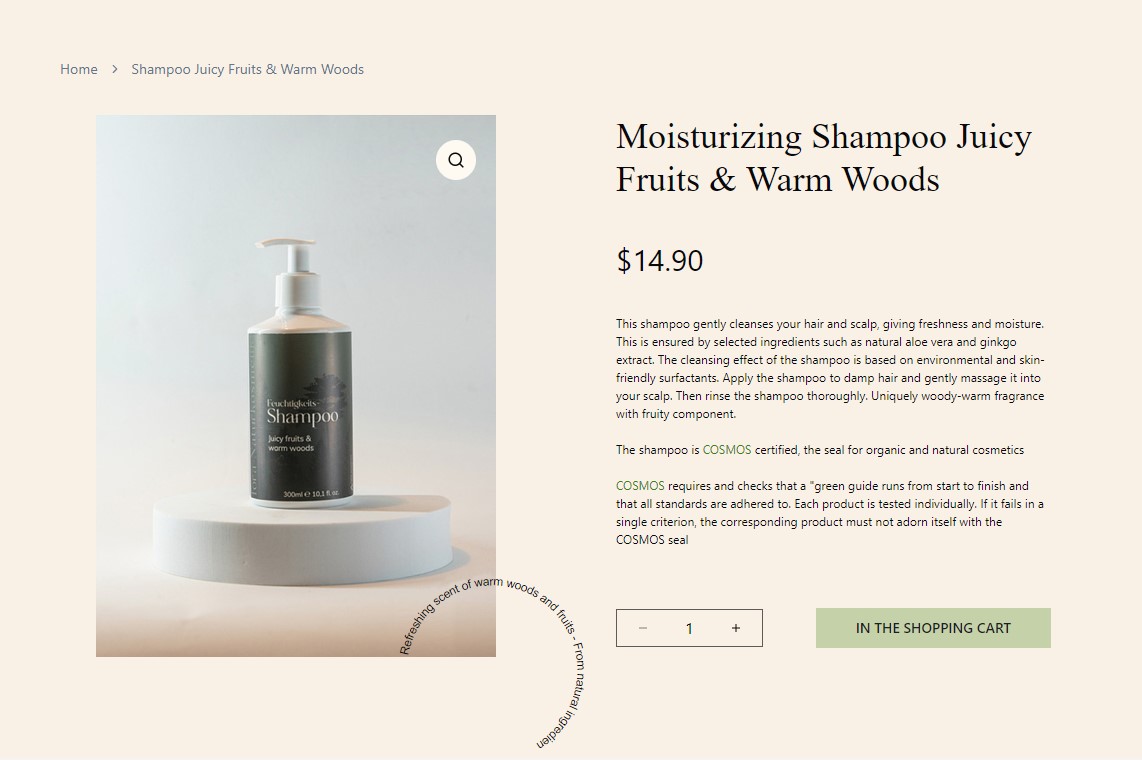 Home > Shampoo Juicy Fruits & Warm Woods
Moisturizing Shampoo Juicy
Fruits & Warm Woods
$14.90
This shampoo gently cleanses your hair and scalp, giving freshness and moisture.
This is ensured by selected ingredients such as natural aloe vera and ginkgo
extract. The cleansing effect of the shampoo is based on environmental and skin-
friendly surfactants. Apply the shampoo to damp hair and gently massage it into
your scalp. Then rinse the shampoo thoroughly. Uniquely woody-warm fragrance
with fruity component.
The shampoo is COSMOS certified, the seal for organic and natural cosmetics
COSMOS requires and checks that a "green guide runs from start to finish and
that all standards are adhered to. Each product is tested individually. If it fails in a
single criterion, the corresponding product must not adorn itself with the
COSMOS seal
− 1 +
IN THE SHOPPING CART
Feuchtigkeits-
Shampoo
Juicy fruits &
warm woods
300ml ℮ 10,1 fl. oz.
Refreshing scent of warm woods and fruits - From natural ingredien